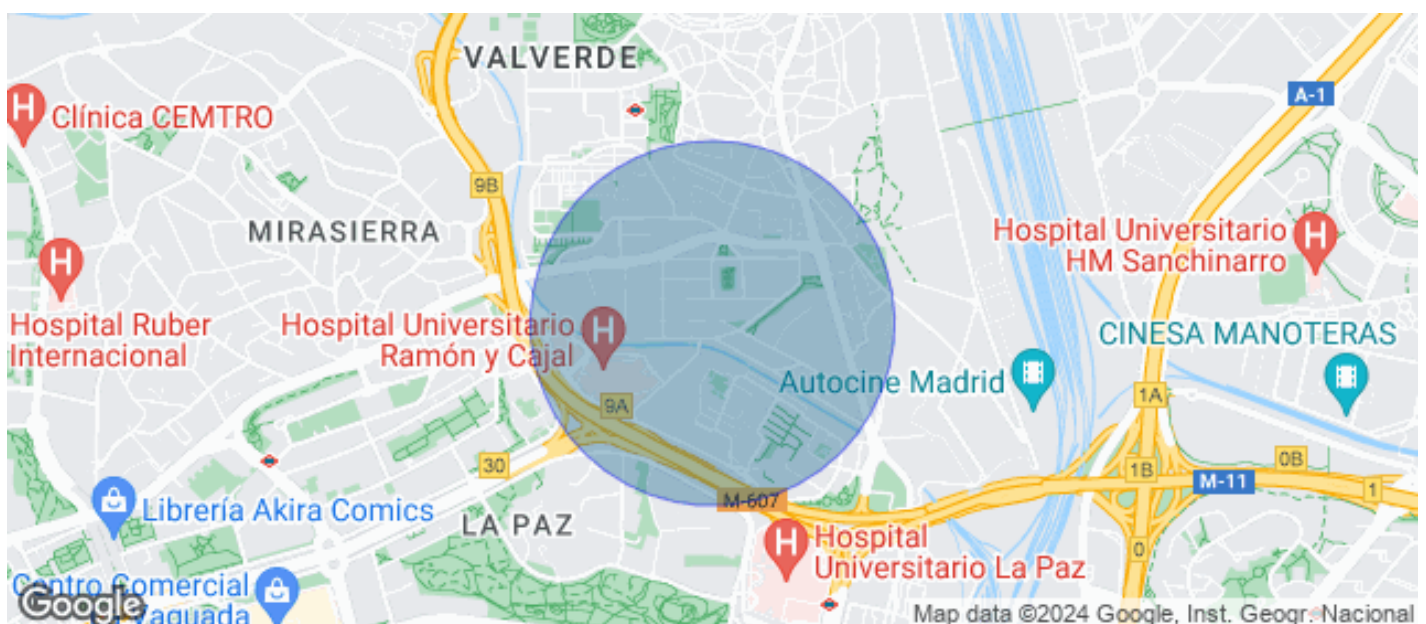 VALVERDE
A-1
Clínica CEMTRO
9B
MIRASIERRA
Hospital Universitario
HM Sanchinarro
Hospital Ruber
Internacional
Hospital Universitario
Ramón y Cajal
CINESA MANOTERAS
Autocine Madrid
9A
1A
30
1B
0B
M-11
1
M-607
Librería Akira Comics
LA PAZ
Hospital
Universitario La Paz
0
Centro Comercial
Vaguada
Google
Map data ©2024 Google, Inst. Geogr. Nacional